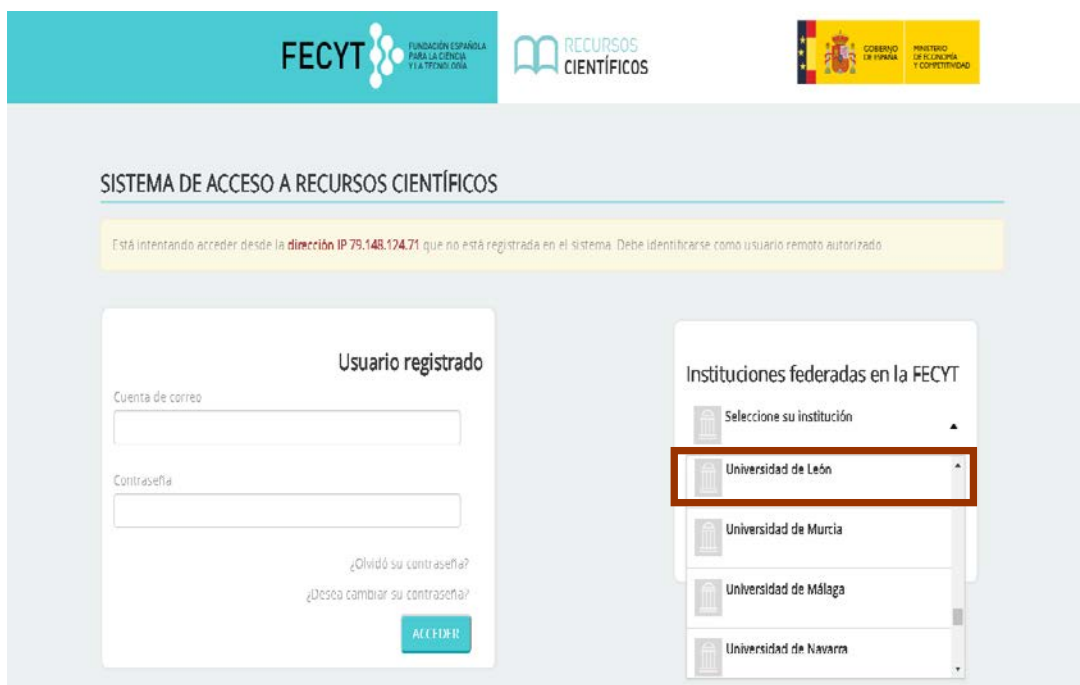 FECYT
FUNDACIÓN ESPAÑOLA
PARA LA CIENCIA
Y LA TECNOLOGÍA
RECURSOS
CIENTÍFICOS
GOBIERNO
DE ESPAÑA
MINISTERIO
DE ECONOMÍA
Y COMPETITIVIDAD
SISTEMA DE ACCESO A RECURSOS CIENTÍFICOS
Está intentando acceder desde la dirección IP 79.148.124.71 que no está registrada en el sistema. Debe identificarse como usuario remoto autorizado
Usuario registrado
Cuenta de correo
Contraseña
¿Olvidó su contraseña?
¿Desea cambiar su contraseña?
ACCEDER
Instituciones federadas en la FECYT
Seleccione su institución
Universidad de León
Universidad de Murcia
Universidad de Málaga
Universidad de Navarra